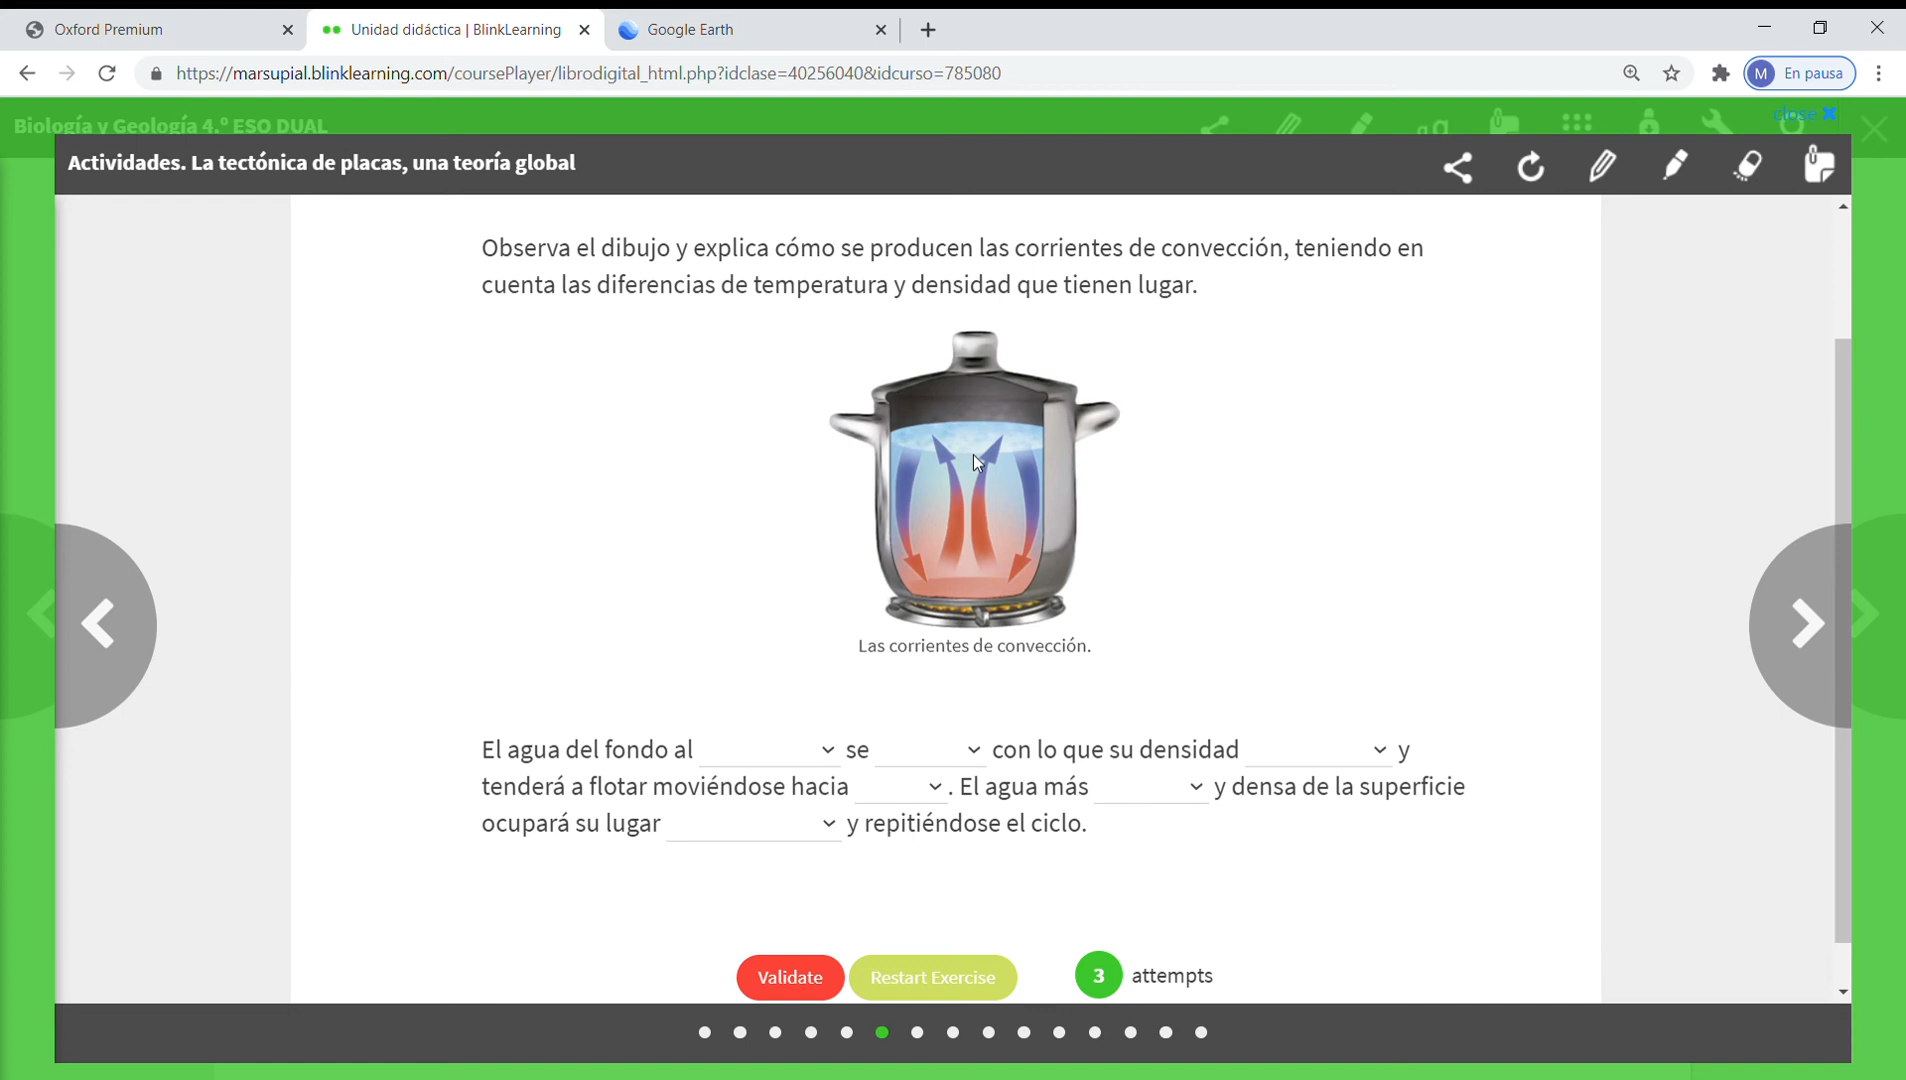 Oxford Premium
Unidad didáctica | BlinkLearning
Google Earth
https://marsupial.blinklearning.com/coursePlayer/librodigital_html.php?idclase=40256040&idcurso=785080
M En pausa
Biología y Geología 4.º ESO DUAL
close
Actividades. La tectónica de placas, una teoría global
Observa el dibujo y explica cómo se producen las corrientes de convección, teniendo en
cuenta las diferencias de temperatura y densidad que tienen lugar.
Las corrientes de convección.
El agua del fondo al se con lo que su densidad y
tenderá a flotar moviéndose hacia . El agua más y densa de la superficie
ocupará su lugar y repitiéndose el ciclo.
Validate Restart Exercise 3 attempts